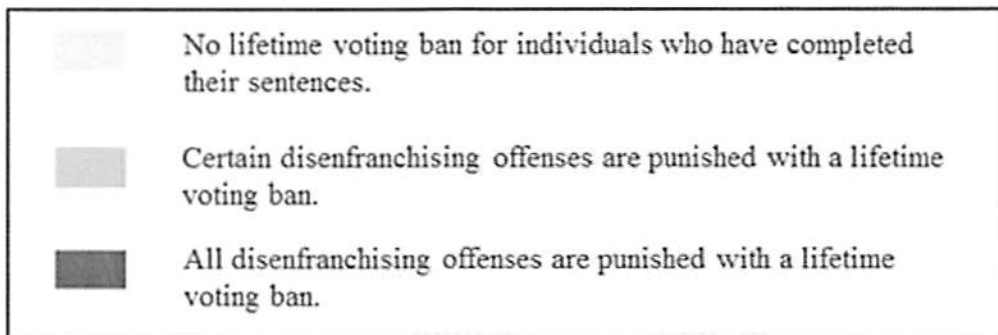 No lifetime voting ban for individuals who have completed
their sentences.
Certain disenfranchising offenses are punished with a lifetime
voting ban.
All disenfranchising offenses are punished with a lifetime
voting ban.